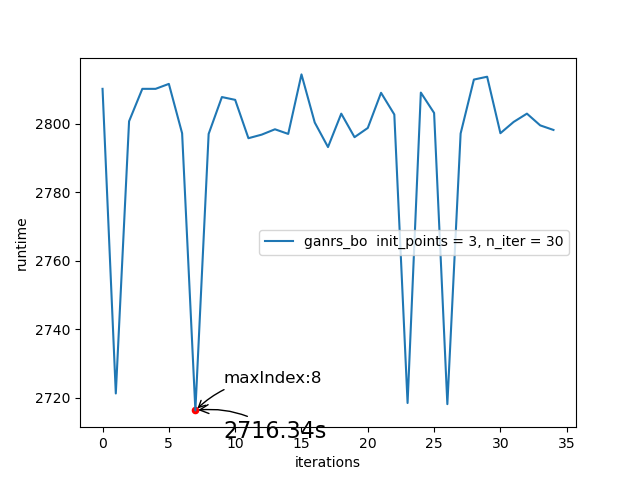 2800
2780
2760
2740
2720
runtime
ganrs_bo  init_points = 3, n_iter = 30
maxIndex:8
2716.34s
0
5
10
15
20
25
30
35
iterations